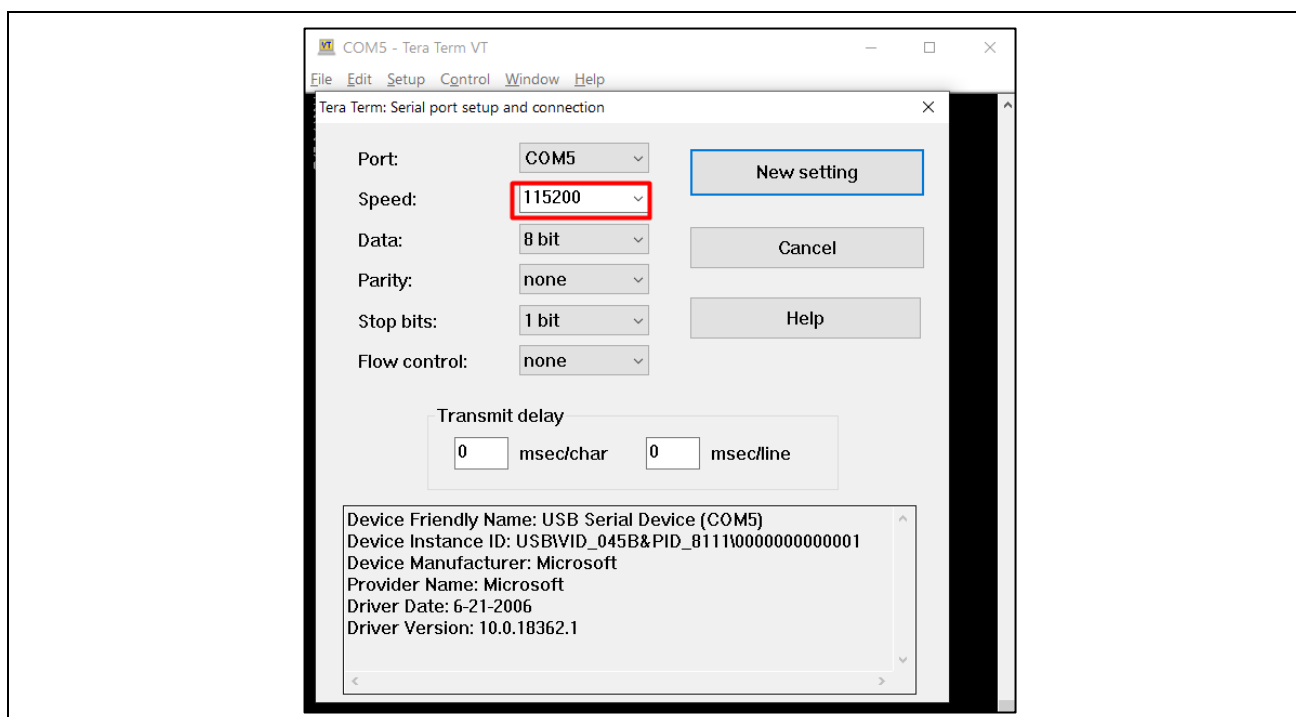 COM5 - Tera Term VT
File Edit Setup Control Window Help
Tera Term: Serial port setup and connection
Port: COM5 New setting
Speed: 115200
Data: 8 bit Cancel
Parity: none
Stop bits: 1 bit Help
Flow control: none
Transmit delay
0 msec/char 0 msec/line
Device Friendly Name: USB Serial Device (COM5)
Device Instance ID: USB\VID_045B&PID_8111\0000000000001
Device Manufacturer: Microsoft
Provider Name: Microsoft
Driver Date: 6-21-2006
Driver Version: 10.0.18362.1